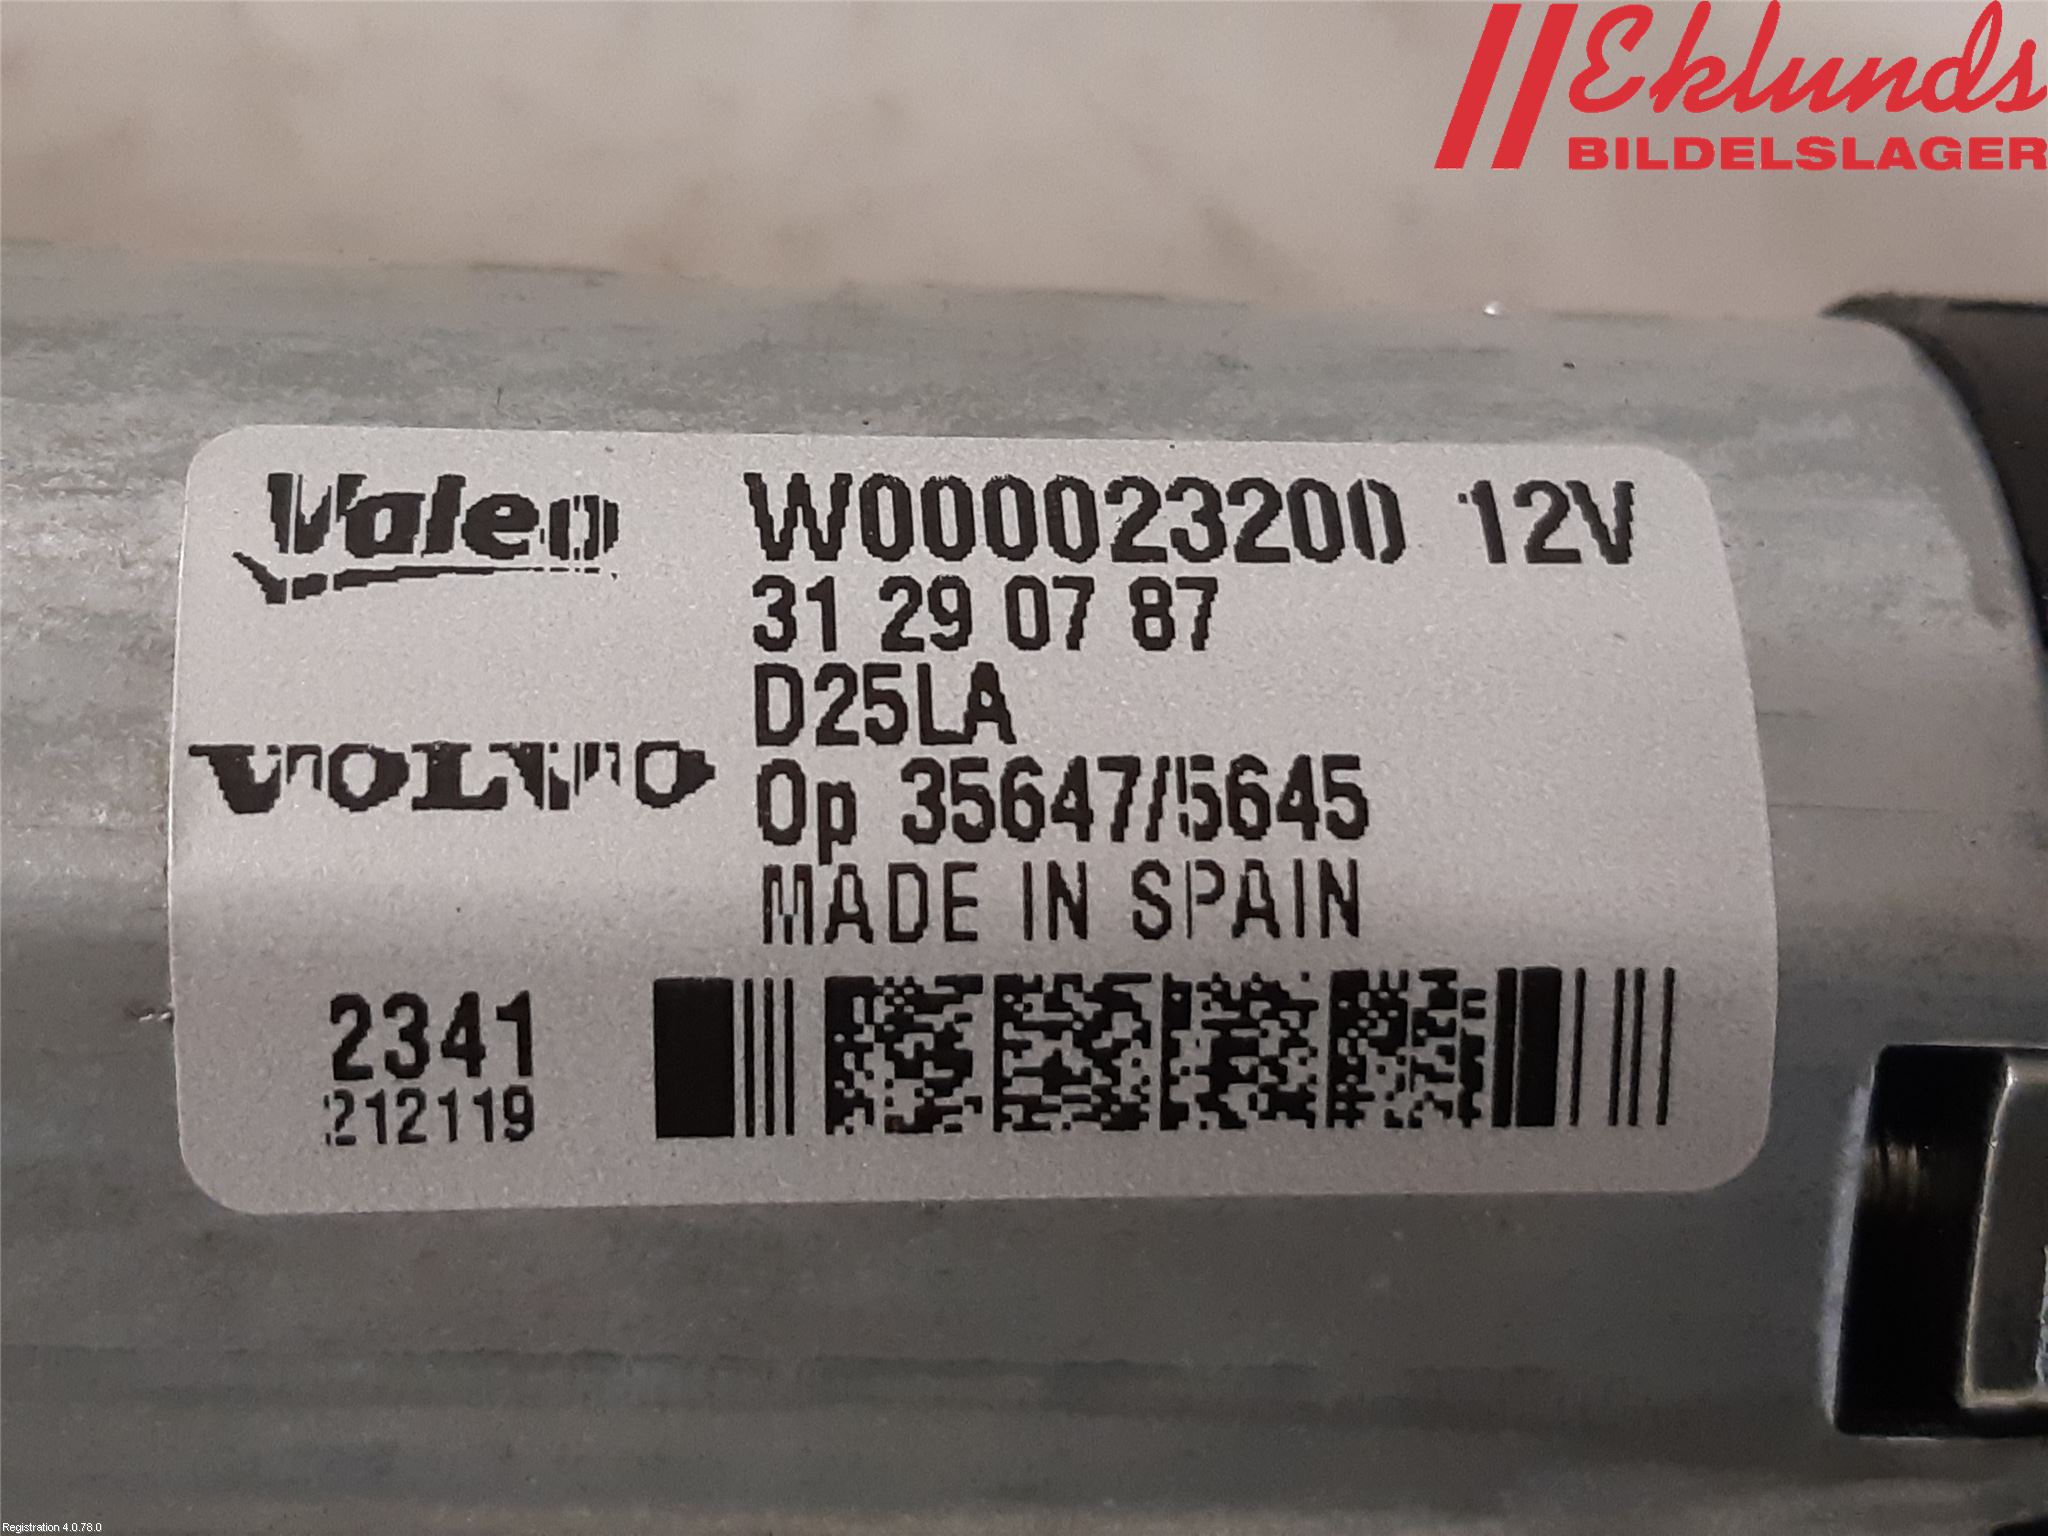 Eklunds
BILDELSLAGER
Valeo
W000023200 12V
31 29 07 87
D25LA
VOLVO
Op 35647/5645
MADE IN SPAIN
2341
212119
Registration 4.0.78.0